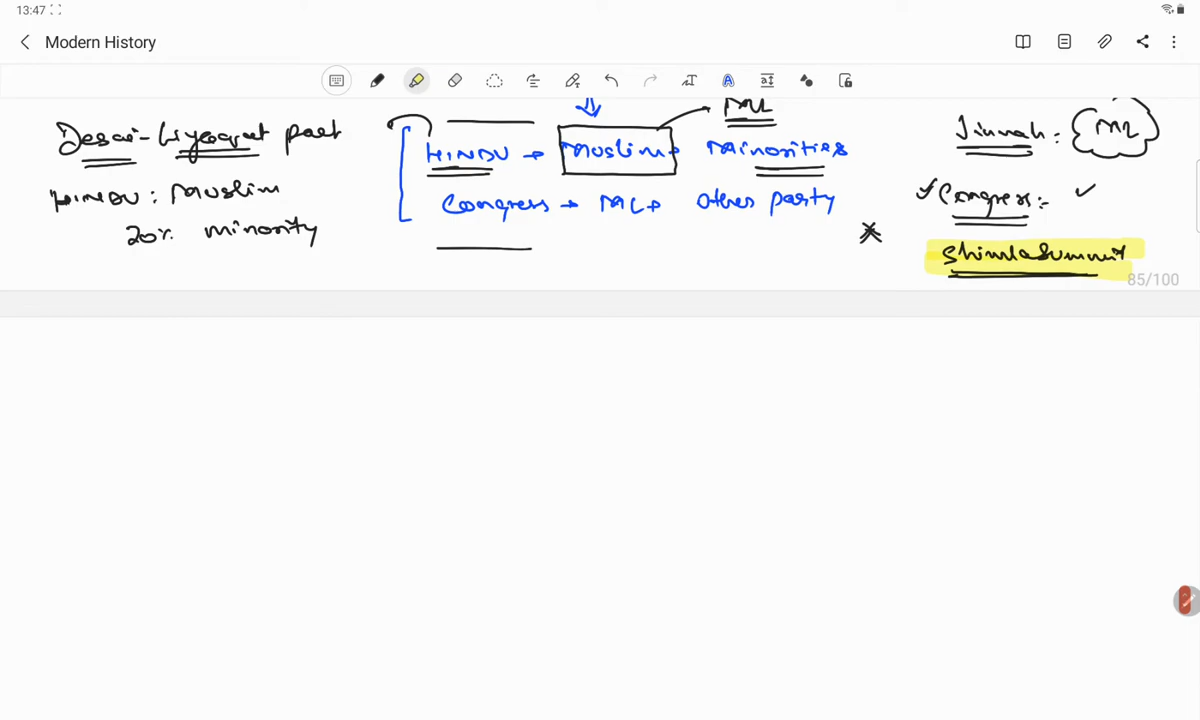 13:47
Modern History
Desai-Liyaqat pact
HINDU : Muslim
20% minority
ML
HINDU → Muslim → Minorities
Congress → ML → Other party
Jinnah : ML
Congress :- ✓
Shimla Summit
85/100